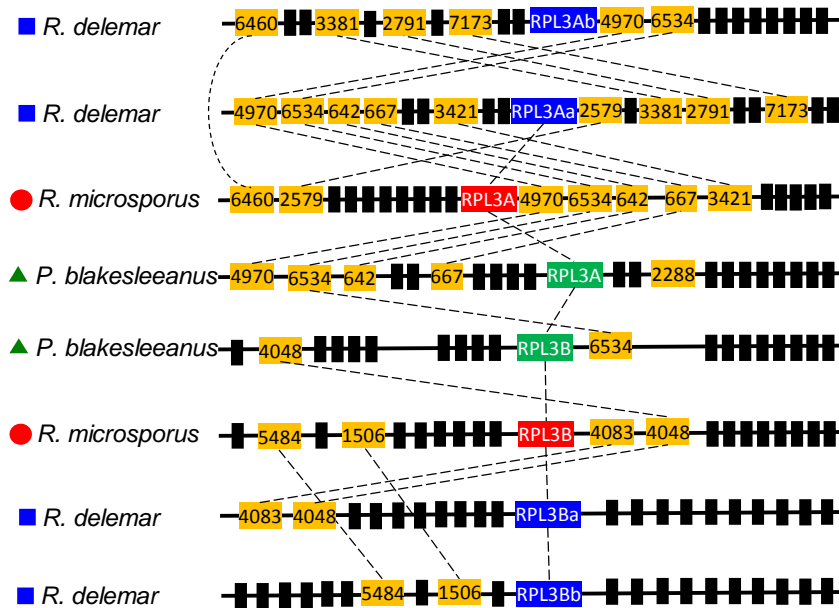 R. delemar 6460 3381 2791 7173 RPL3Ab 4970 6534
R. delemar 4970 6534 642 667 3421 RPL3Aa 2579 3381 2791 7173
R. microsporus 6460 2579 RPL3A 4970 6534 642 667 3421
P. blakesleeanus 4970 6534 642 667 RPL3A 2288
P. blakesleeanus 4048 RPL3B 6534
R. microsporus 5484 1506 RPL3B 4083 4048
R. delemar 4083 4048 RPL3Ba
R. delemar 5484 1506 RPL3Bb